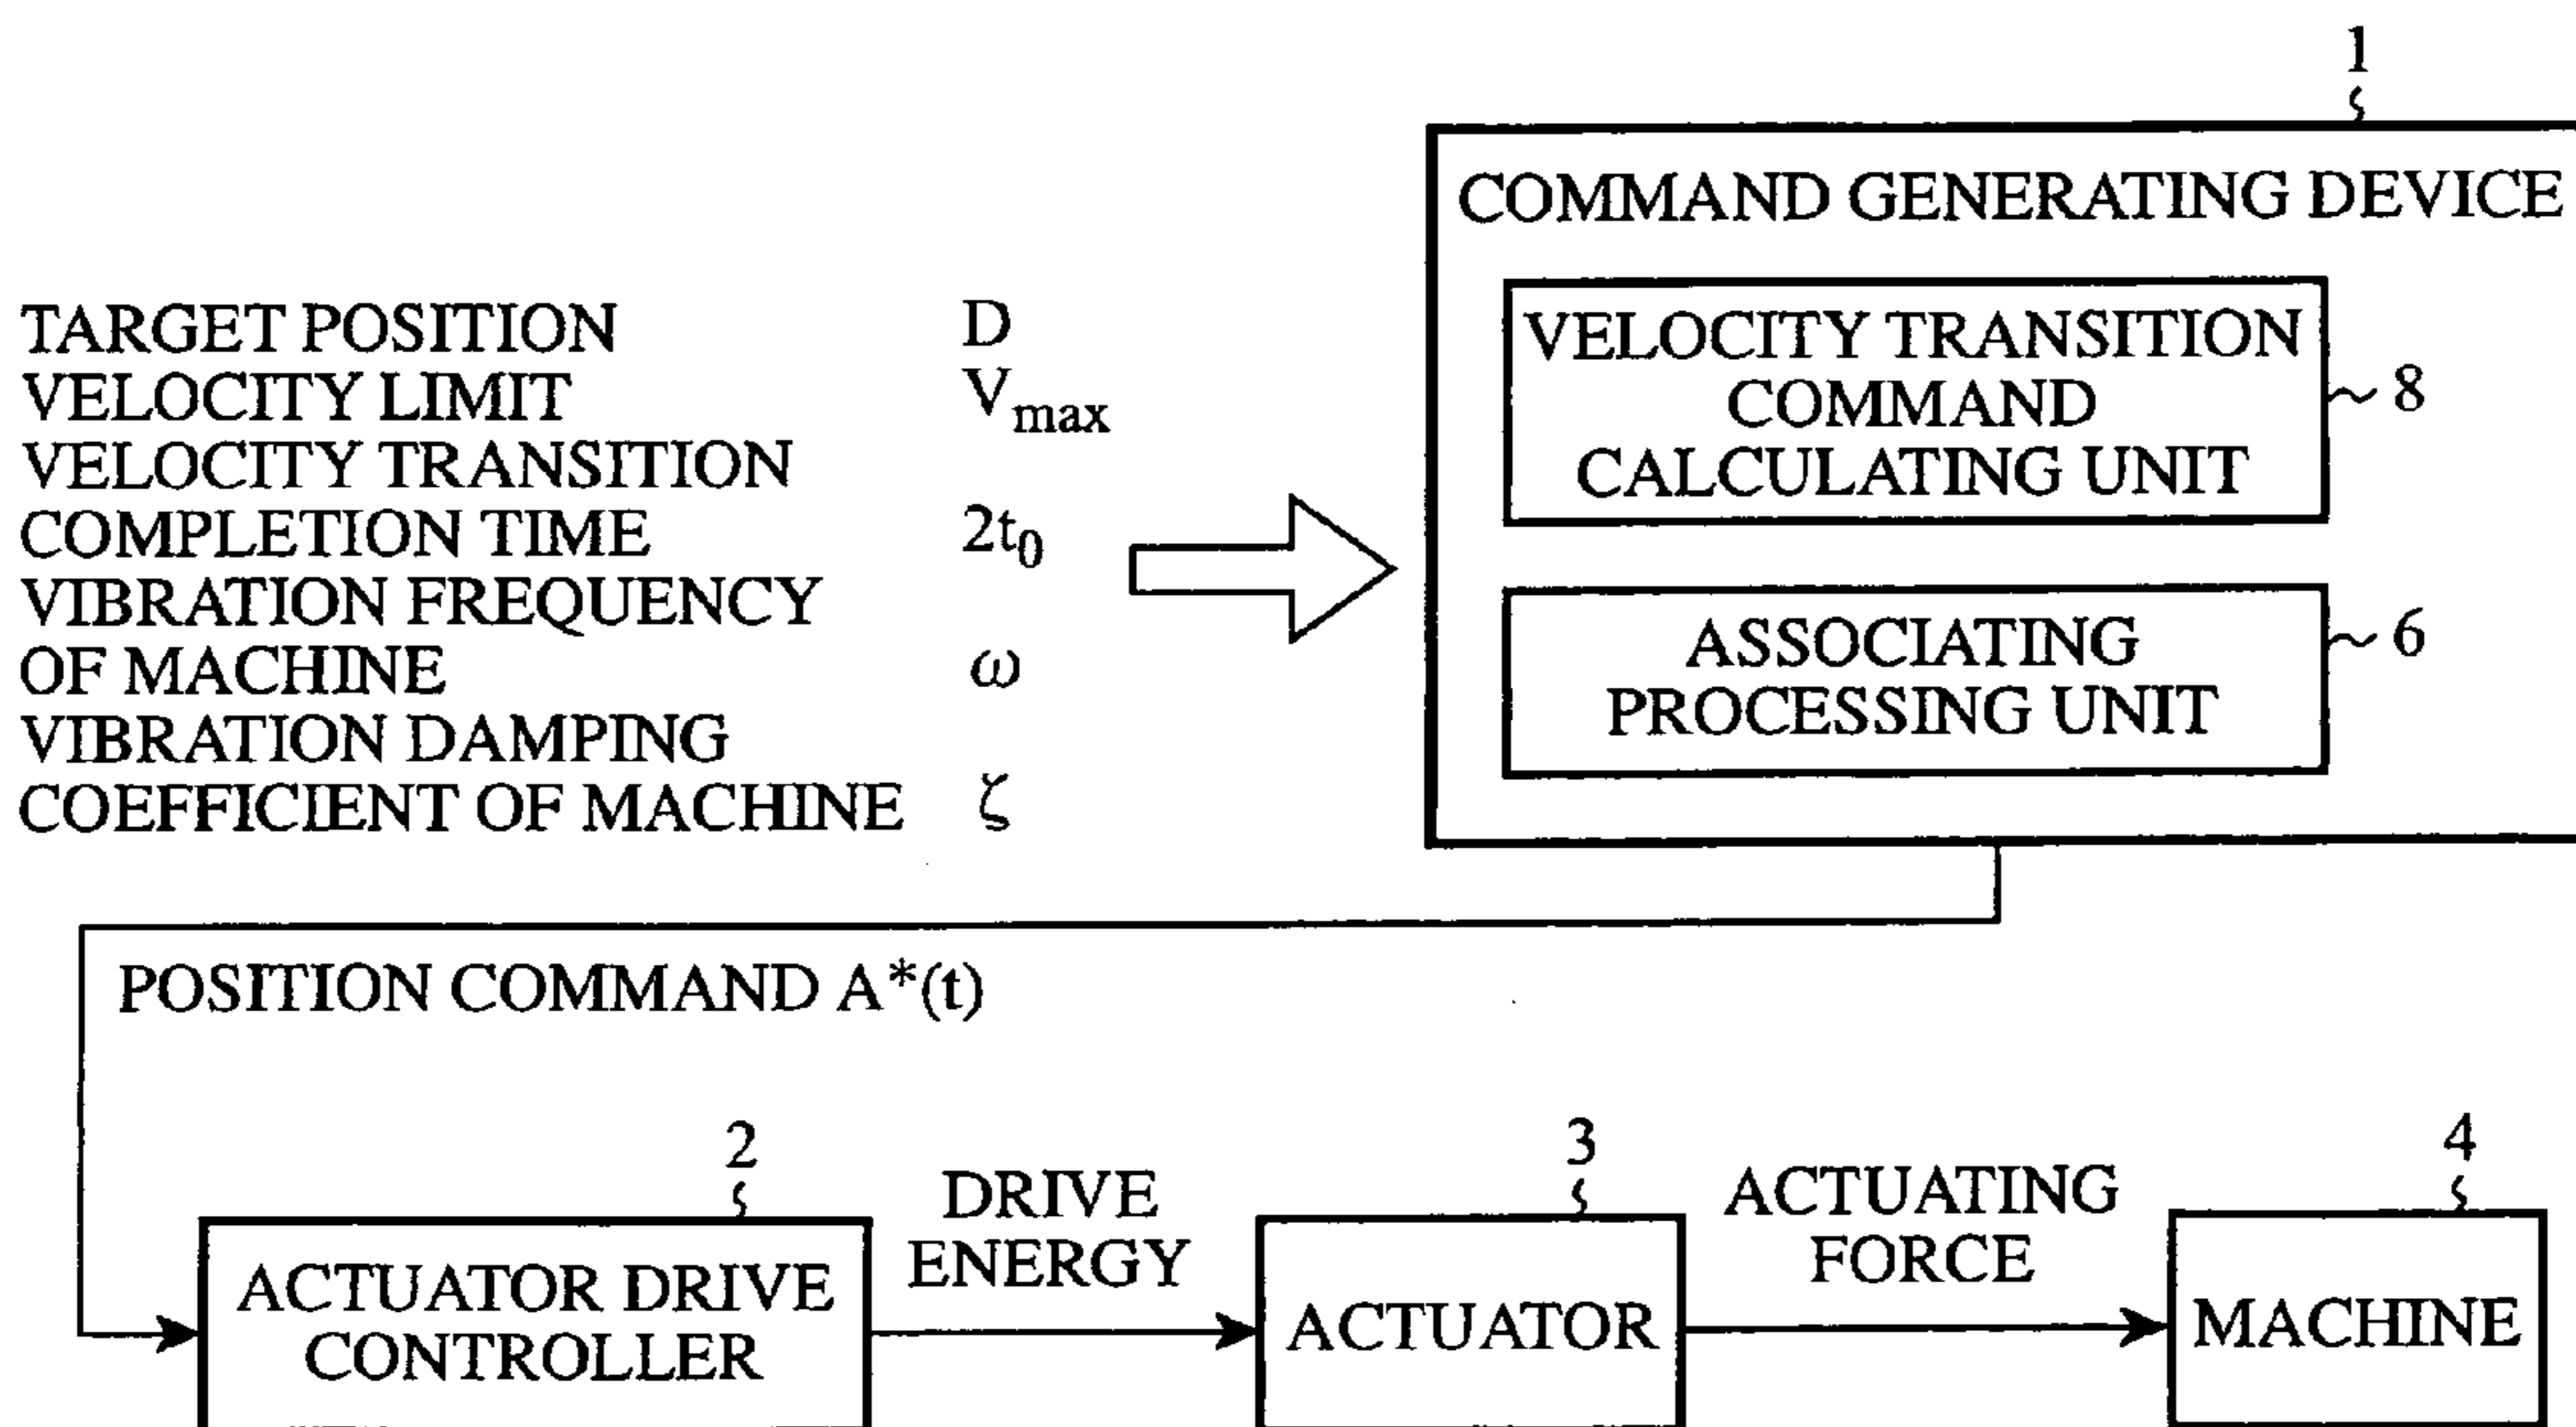 1
COMMAND GENERATING DEVICE
TARGET POSITION D
VELOCITY LIMIT Vmax
VELOCITY TRANSITION
COMPLETION TIME 2t0
VIBRATION FREQUENCY
OF MACHINE ω
VIBRATION DAMPING
COEFFICIENT OF MACHINE ζ
VELOCITY TRANSITION
COMMAND
CALCULATING UNIT
8
ASSOCIATING
PROCESSING UNIT
6
POSITION COMMAND A*(t)
2
ACTUATOR DRIVE
CONTROLLER
DRIVE
ENERGY
3
ACTUATOR
ACTUATING
FORCE
4
MACHINE